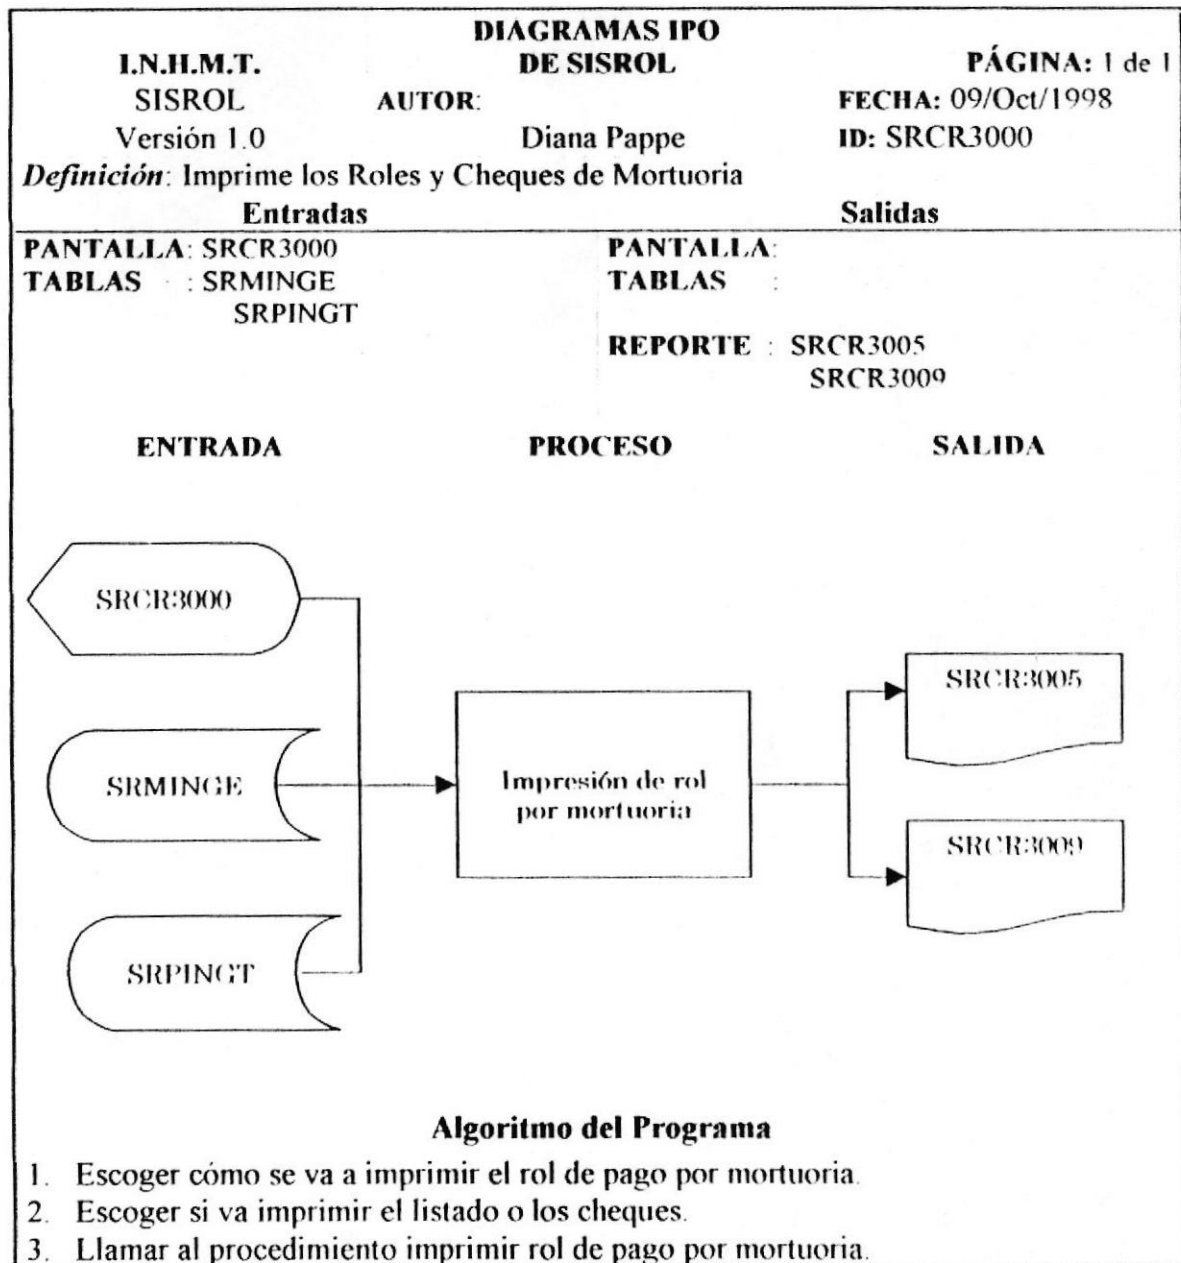 DIAGRAMAS IPO
I.N.H.M.T. DE SISROL PÁGINA: 1 de 1
SISROL AUTOR: FECHA: 09/Oct/1998
Versión 1.0 Diana Pappe ID: SRCR3000
Definición: Imprime los Roles y Cheques de Mortuoria
Entradas Salidas
PANTALLA: SRCR3000 PANTALLA:
TABLAS : SRMINGE TABLAS :
SRPINGT
REPORTE : SRCR3005
SRCR3009
ENTRADA PROCESO SALIDA
SRCR3000
SRCR3005
SRMINGE
Impresión de rol
por mortuoria
SRCR3009
SRPINGT
Algoritmo del Programa
1. Escoger cómo se va a imprimir el rol de pago por mortuoria.
2. Escoger si va imprimir el listado o los cheques.
3. Llamar al procedimiento imprimir rol de pago por mortuoria.